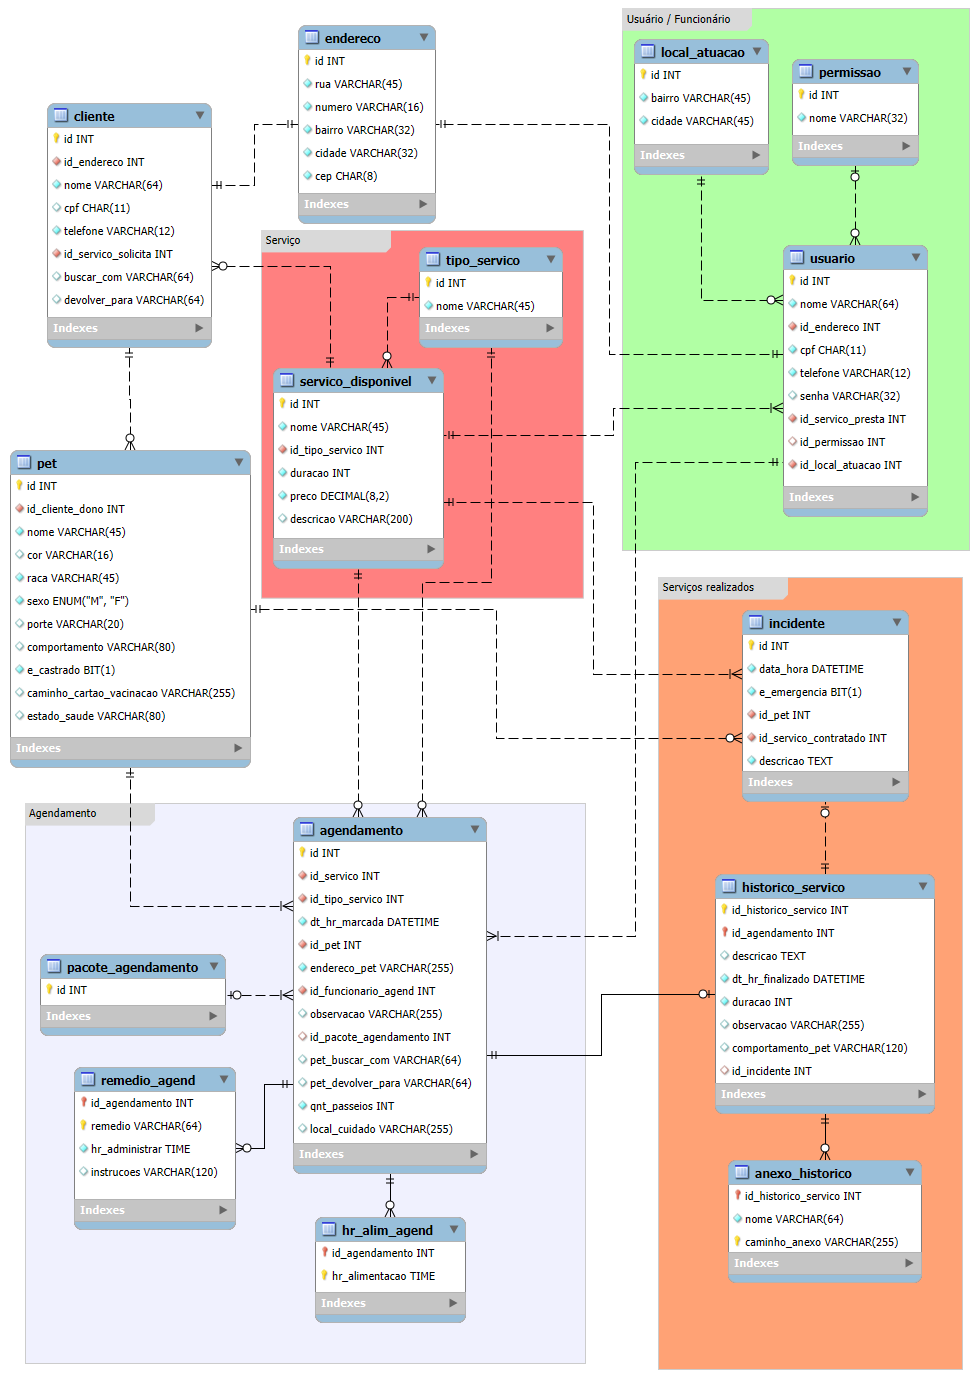 endereco
id INT
rua VARCHAR(45)
numero VARCHAR(16)
bairro VARCHAR(32)
cidade VARCHAR(32)
cep CHAR(8)
Indexes
cliente
id INT
id_endereco INT
nome VARCHAR(64)
cpf CHAR(11)
telefone VARCHAR(12)
id_servico_solicita INT
buscar_com VARCHAR(64)
devolver_para VARCHAR(64)
Indexes
Usuário / Funcionário
local_atuacao
id INT
bairro VARCHAR(45)
cidade VARCHAR(45)
Indexes
permissao
id INT
nome VARCHAR(32)
Indexes
usuario
id INT
nome VARCHAR(64)
id_endereco INT
cpf CHAR(11)
telefone VARCHAR(12)
senha VARCHAR(32)
id_servico_presta INT
id_permissao INT
id_local_atuacao INT
Indexes
Serviço
tipo_servico
id INT
nome VARCHAR(45)
Indexes
servico_disponivel
id INT
nome VARCHAR(45)
id_tipo_servico INT
duracao INT
preco DECIMAL(8,2)
descricao VARCHAR(200)
Indexes
pet
id INT
id_cliente_dono INT
nome VARCHAR(45)
cor VARCHAR(16)
raca VARCHAR(45)
sexo ENUM("M", "F")
porte VARCHAR(20)
comportamento VARCHAR(80)
e_castrado BIT(1)
caminho_cartao_vacinacao VARCHAR(255)
estado_saude VARCHAR(80)
Indexes
Serviços realizados
incidente
id INT
data_hora DATETIME
e_emergencia BIT(1)
id_pet INT
id_servico_contratado INT
descricao TEXT
Indexes
historico_servico
id_historico_servico INT
id_agendamento INT
descricao TEXT
dt_hr_finalizado DATETIME
duracao INT
observacao VARCHAR(255)
comportamento_pet VARCHAR(120)
id_incidente INT
Indexes
anexo_historico
id_historico_servico INT
nome VARCHAR(64)
caminho_anexo VARCHAR(255)
Indexes
Agendamento
agendamento
id INT
id_servico INT
id_tipo_servico INT
dt_hr_marcada DATETIME
id_pet INT
endereco_pet VARCHAR(255)
id_funcionario_agend INT
observacao VARCHAR(255)
id_pacote_agendamento INT
pet_buscar_com VARCHAR(64)
pet_devolver_para VARCHAR(64)
qnt_passeios INT
local_cuidado VARCHAR(255)
Indexes
pacote_agendamento
id INT
Indexes
remedio_agend
id_agendamento INT
remedio VARCHAR(64)
hr_administrar TIME
instrucoes VARCHAR(120)
Indexes
hr_alim_agend
id_agendamento INT
hr_alimentacao TIME
Indexes